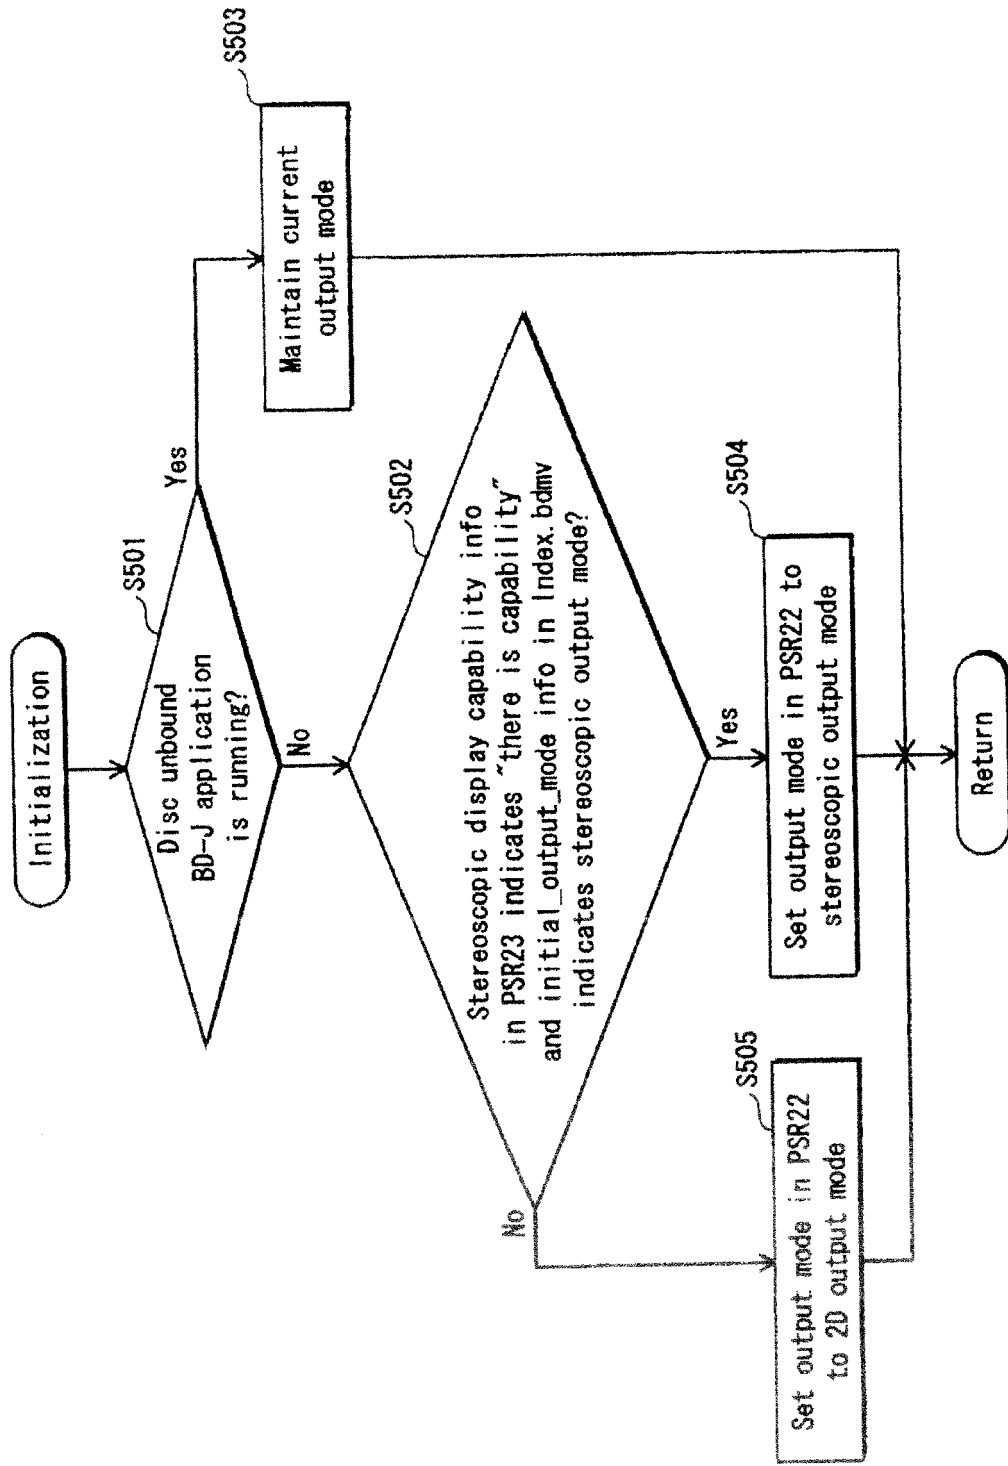 Initialization
S501
Disc unbound
BD-J application
is running?
Yes
No
S503
Maintain current
output mode
S502
Stereoscopic display capability info
in PSR23 indicates "there is capability"
and initial_output_mode info in Index.bdmv
indicates stereoscopic output mode?
No
Yes
S505
Set output mode in PSR22
to 2D output mode
S504
Set output mode in PSR22 to
stereoscopic output mode
Return